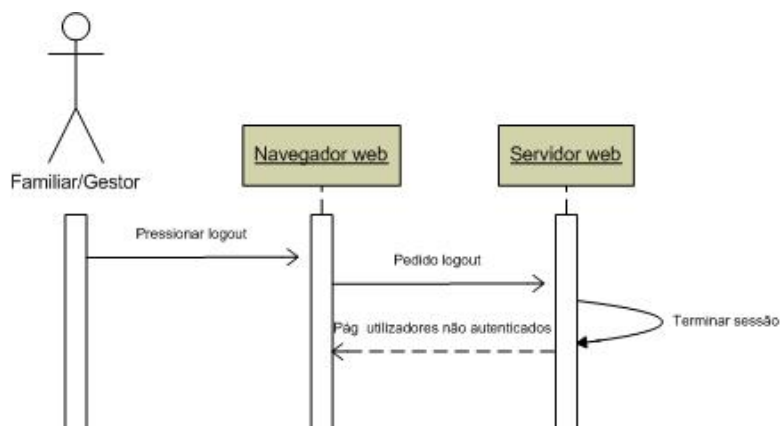 Navegador web
Servidor web
Familiar/Gestor
Pressionar logout
Pedido logout
Terminar sessão
Pág utilizadores não autenticados